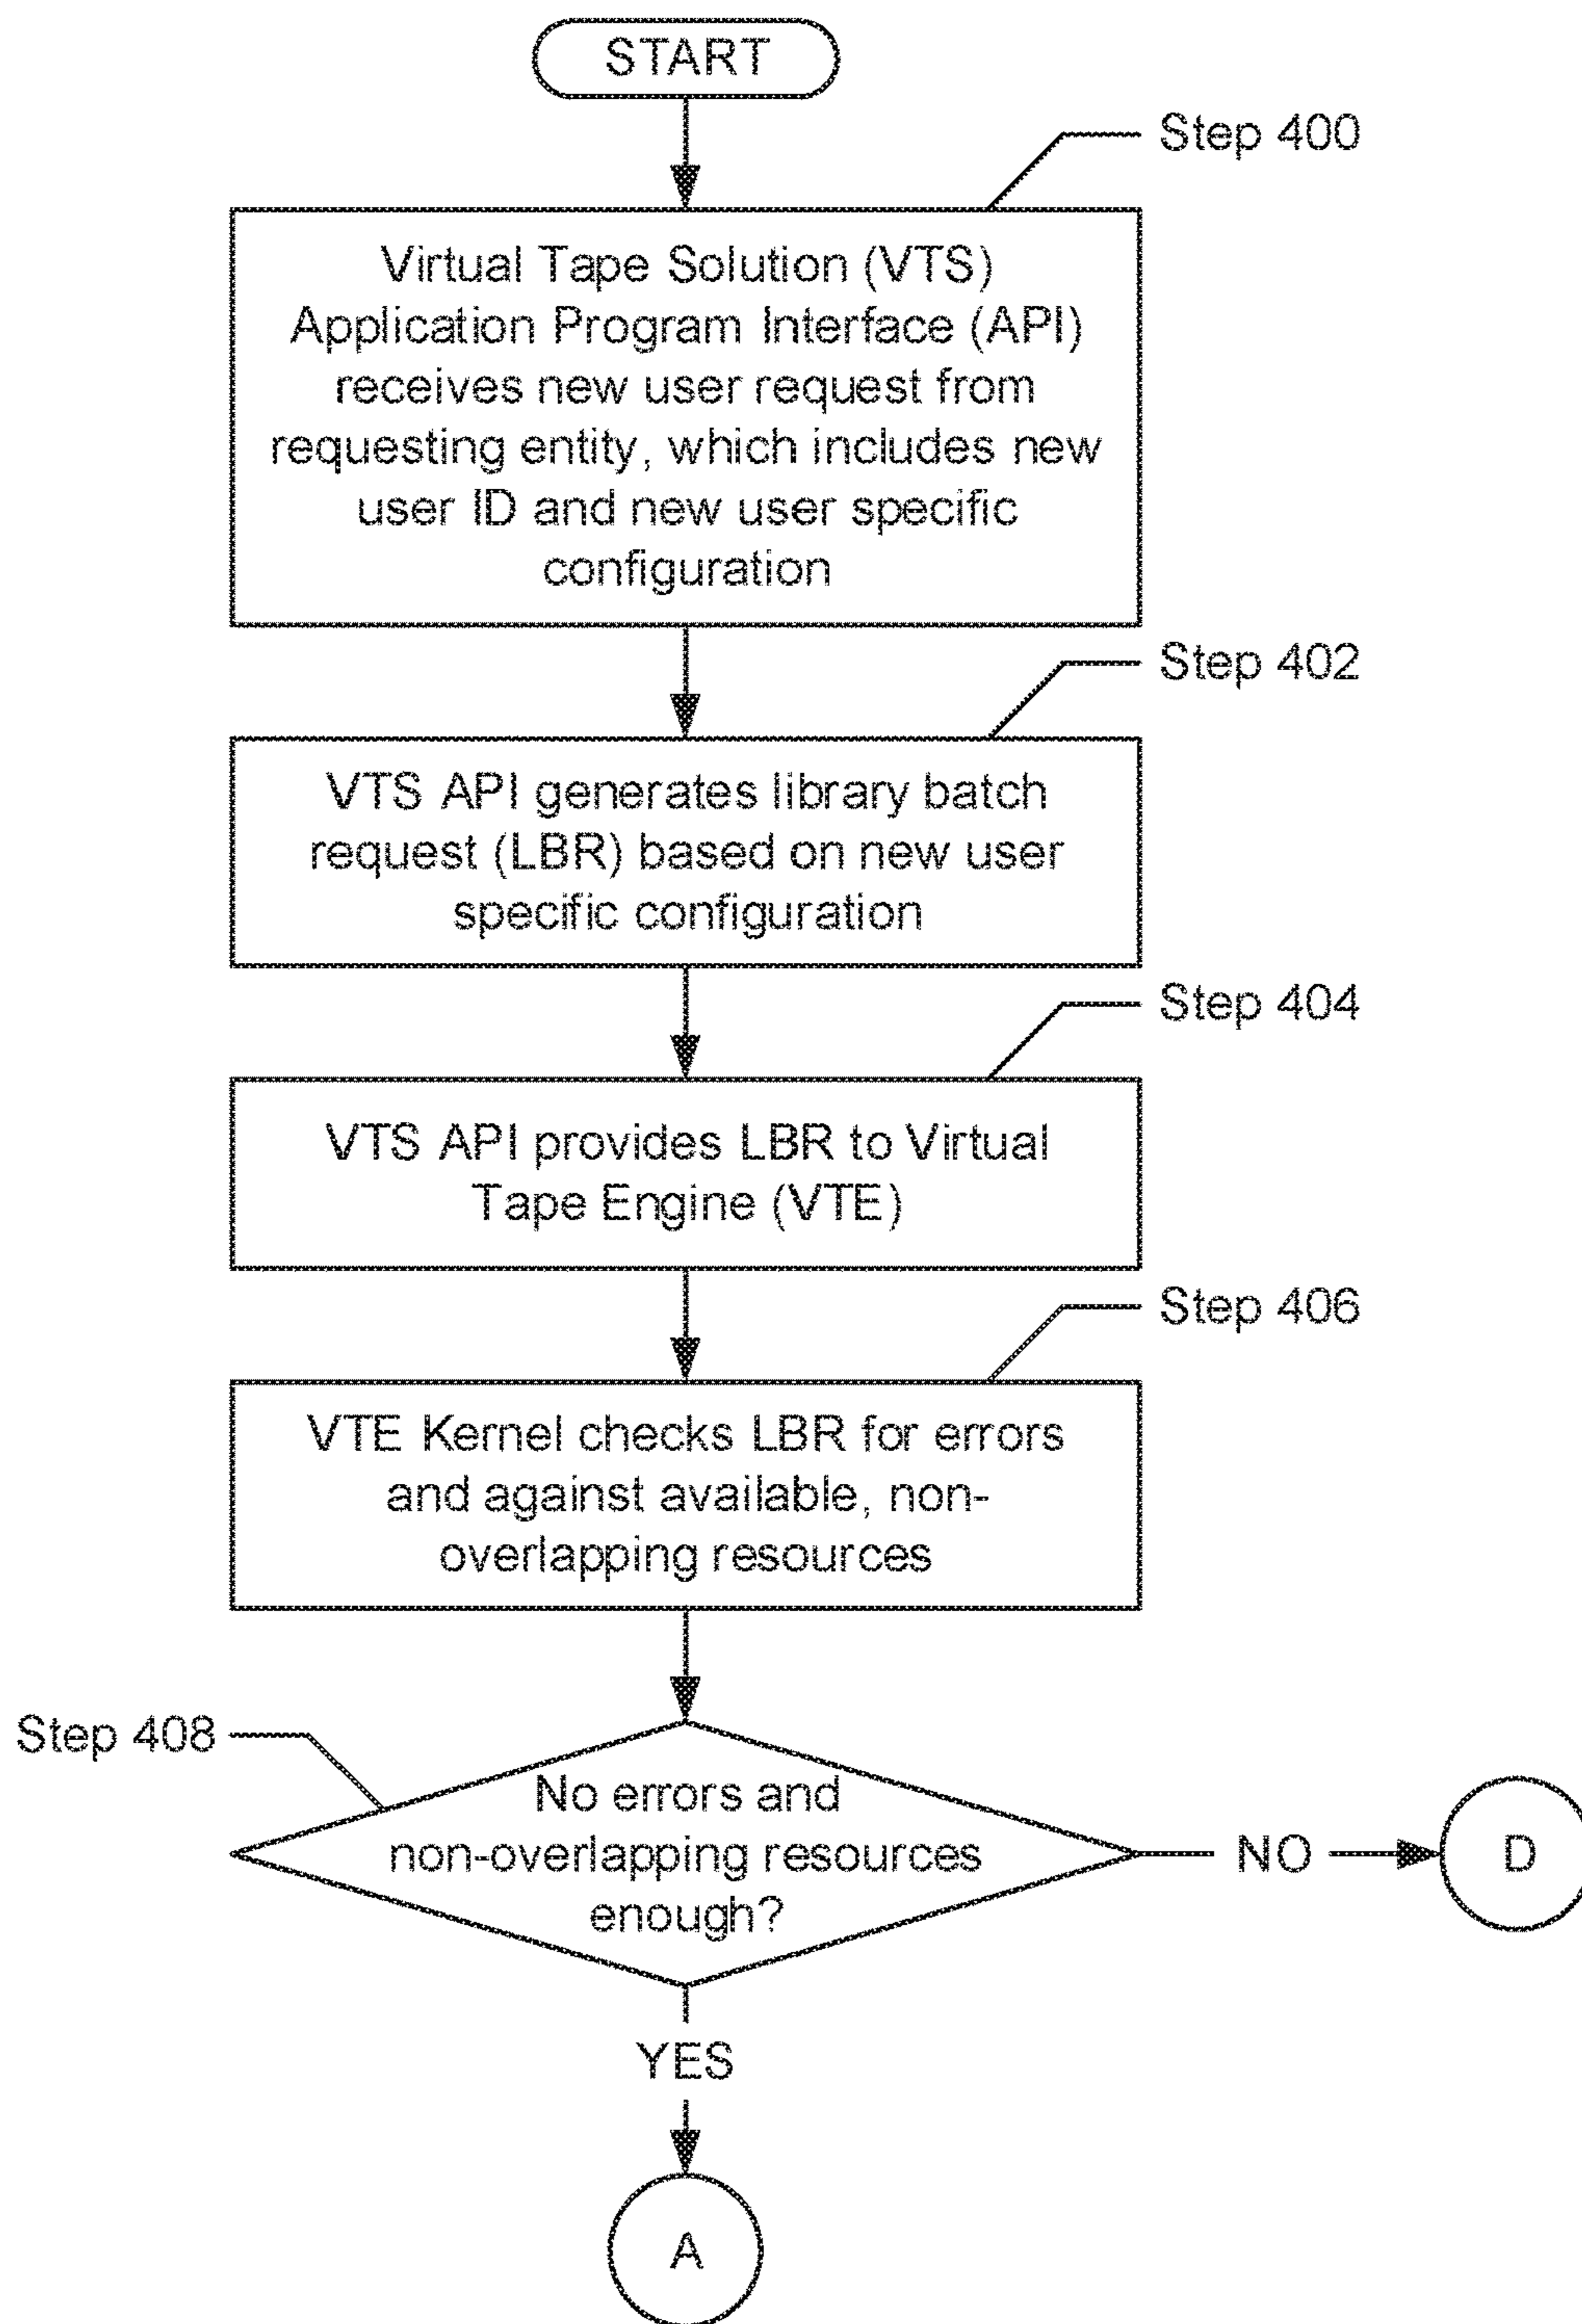 START
Step 400
Virtual Tape Solution (VTS)
Application Program Interface (API)
receives new user request from
requesting entity, which includes new
user ID and new user specific
configuration
Step 402
VTS API generates library batch
request (LBR) based on new user
specific configuration
Step 404
VTS API provides LBR to Virtual
Tape Engine (VTE)
Step 406
VTE Kernel checks LBR for errors
and against available, non-
overlapping resources
Step 408
No errors and
non-overlapping resources
enough?
NO
D
YES
A